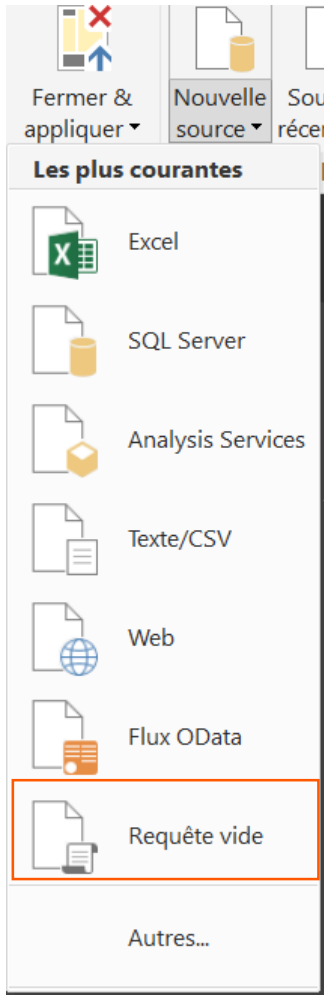 Fermer &
appliquer
Nouvelle
source
Les plus courantes
Excel
SQL Server
Analysis Services
Texte/CSV
Web
Flux OData
Requête vide
Autres...